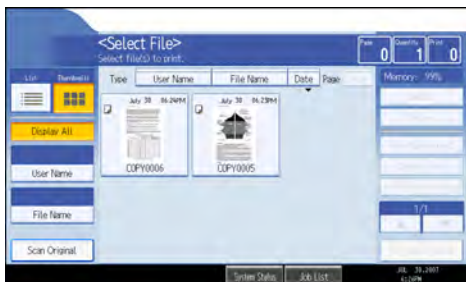 <Select File>
Select file(s) to print.
Page Quantity Print
0 1 0
List Thumbnails
Type User Name File Name Date Page
Memory: 99%
July 30 06:24PM
July 30 06:23PM
Display All
COPY0006
COPY0005
User Name
File Name
1/1
Scan Original
System Status Job List
JUL 30,2007
6:24PM